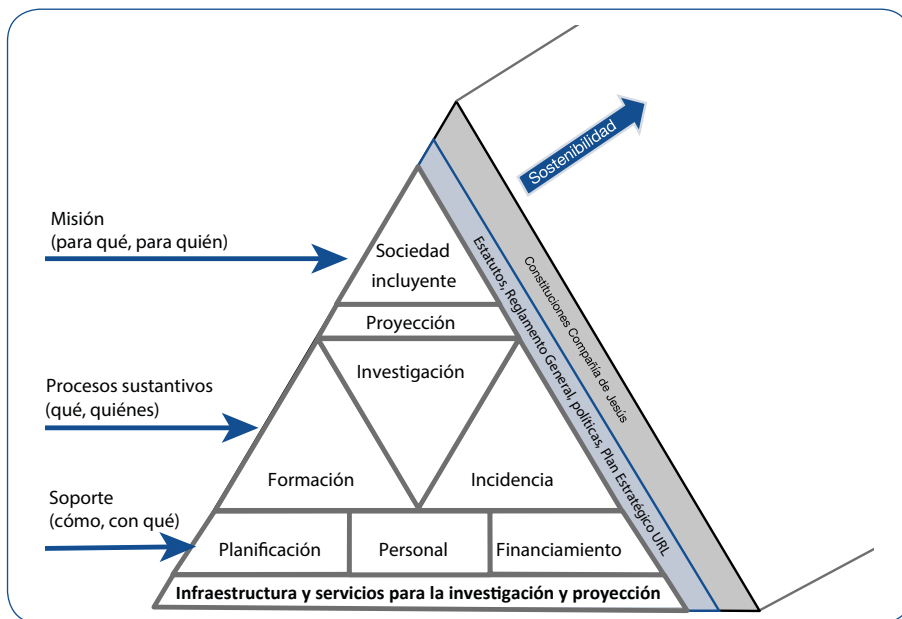 Sostenibilidad
Misión
(para qué, para quién)
Sociedad
incluyente
Estatutos, Reglamento General, políticas, Plan Estratégico URL
Constituciones Compañía de Jesús
Proyección
Procesos sustantivos
(qué, quiénes)
Investigación
Formación
Incidencia
Soporte
(cómo, con qué)
Planificación
Personal
Financiamiento
Infraestructura y servicios para la investigación y proyección